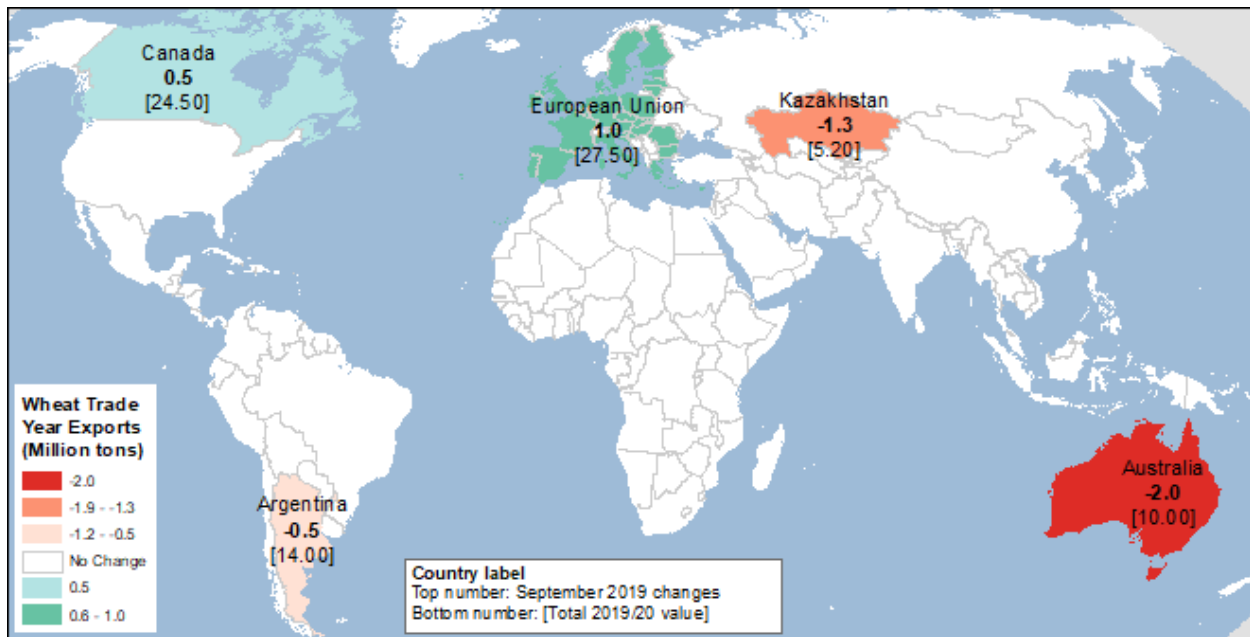 Canada
0.5
[24.50]
European Union
1.0
[27.50]
Kazakhstan
-1.3
[5.20]
Argentina
-0.5
[14.00]
Australia
-2.0
[10.00]
Wheat Trade
Year Exports
(Million tons)
-2.0
-1.9 - -1.3
-1.2 - -0.5
No Change
0.5
0.6 - 1.0
Country label
Top number: September 2019 changes
Bottom number: [Total 2019/20 value]